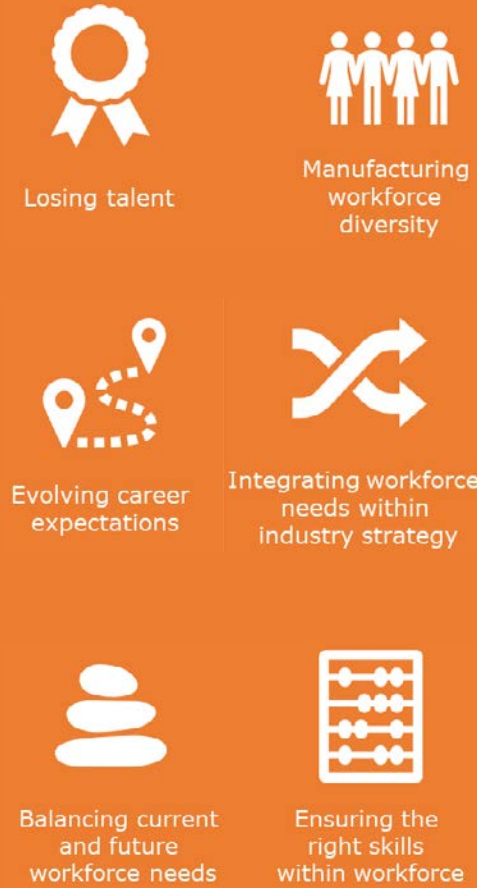 Losing talent
Manufacturing
workforce
diversity
Evolving career
expectations
Integrating workforce
needs within
industry strategy
Balancing current
and future
workforce needs
Ensuring the
right skills
within workforce